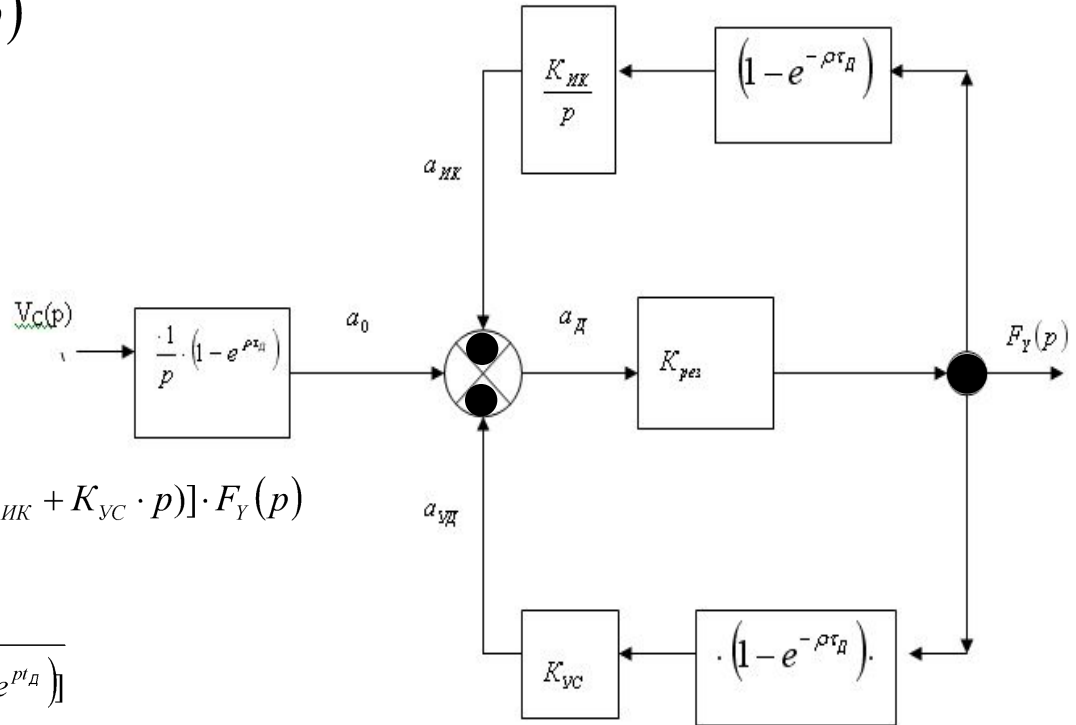 )
K_ИК / p
(1 − e^{−pτ_Д})
a_ИК
V_C(p)
·1/p · (1 − e^{pτ_Д})
a_0
a_Д
K_рез
F_Y(p)
_ИК + K_УС · p)] · F_Y(p)
a_УД
e^{pt_Д})]
K_УС
· (1 − e^{−pτ_Д}) ·